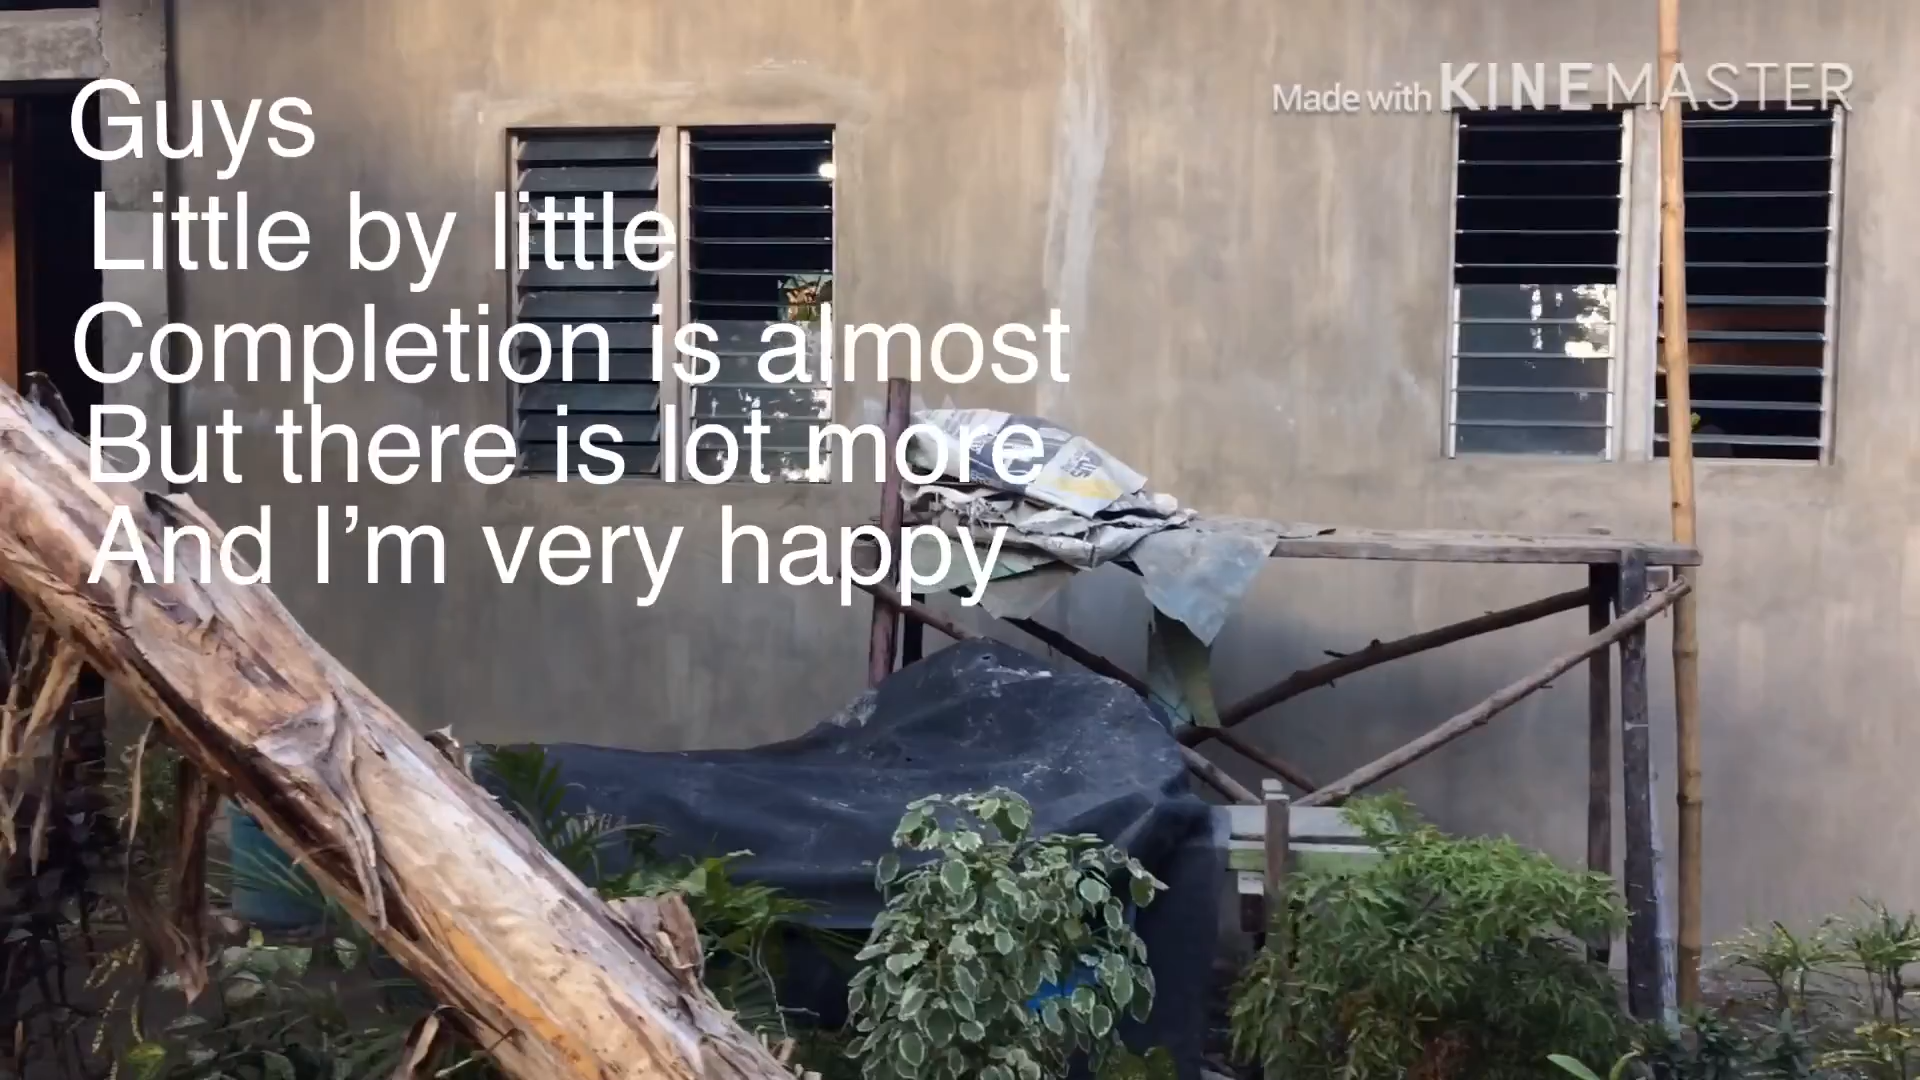 Guys
Little by little
Completion is almost
But there is lot more
And I'm very happy
Made with KINEMASTER